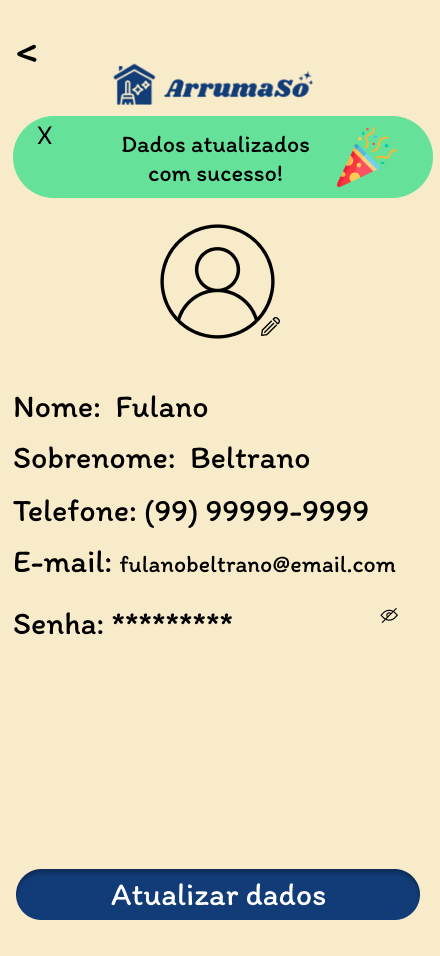 <
ArrumaSó
X
Dados atualizados
com sucesso!
Nome: Fulano
Sobrenome: Beltrano
Telefone: (99) 99999-9999
E-mail: fulanobeltrano@email.com
Senha: *********
Atualizar dados